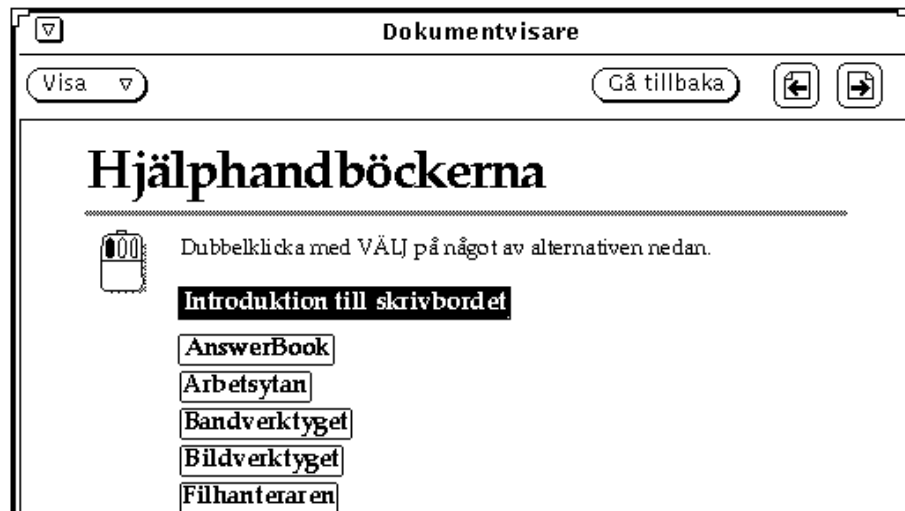 Dokumentvisare
Visa
Gå tillbaka
Hjälphandböckerna
Dubbelklicka med VÄLJ på något av alternativen nedan.
Introduktion till skrivbordet
AnswerBook
Arbetsytan
Bandverktyget
Bildverktyget
Filhanteraren